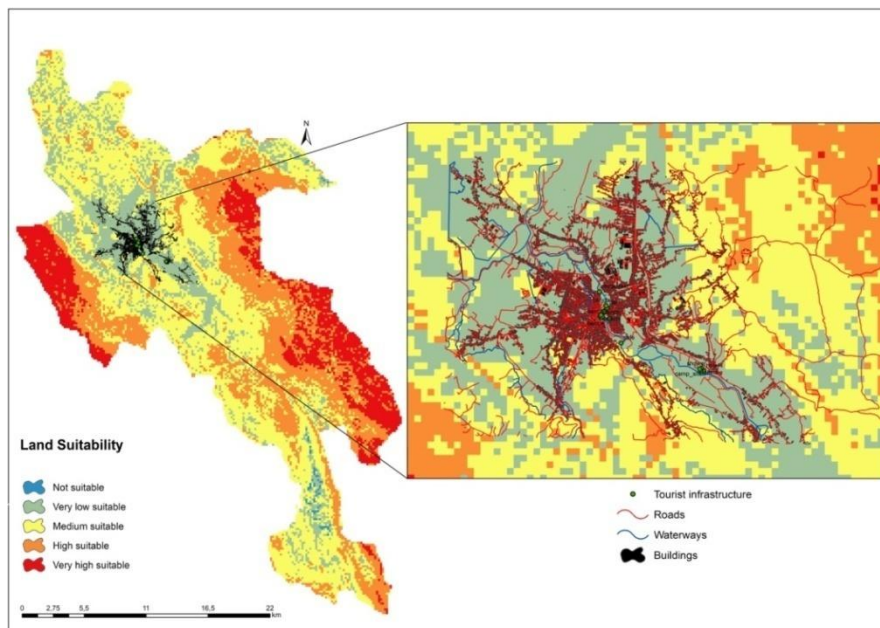 N
Land Suitability
Not suitable
Very low suitable
Medium suitable
High suitable
Very high suitable
0 2,75 5,5 11 16,5 22
km
Tourist infrastructure
Roads
Waterways
Buildings